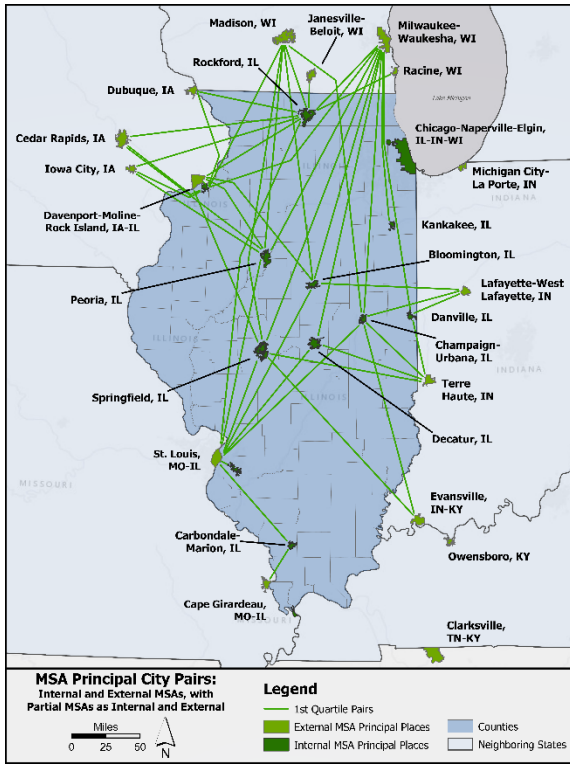 Madison, WI
Janesville-
Beloit, WI
Milwaukee-
Waukesha, WI
Rockford, IL
Racine, WI
Dubuque, IA
Lake Michigan
Cedar Rapids, IA
Chicago-Naperville-Elgin,
IL-IN-WI
Iowa City, IA
ILLINOIS
Michigan City-
La Porte, IN
INDIANA
ILLINOIS
Davenport-Moline-
Rock Island, IA-IL
Kankakee, IL
Bloomington, IL
Peoria, IL
Lafayette-West
Lafayette, IN
Danville, IL
ILLINOIS
Champaign-
Urbana, IL
INDIANA
Springfield, IL
ILLINOIS
Terre
Haute, IN
Decatur, IL
St. Louis,
MO-IL
MISSOURI
Evansville,
IN-KY
Carbondale-
Marion, IL
Owensboro, KY
Cape Girardeau,
MO-IL
Clarksville,
TN-KY
MSA Principal City Pairs:
Internal and External MSAs, with
Partial MSAs as Internal and External
Miles
0 25 50
N
Legend
1st Quartile Pairs
External MSA Principal Places
Internal MSA Principal Places
Counties
Neighboring States